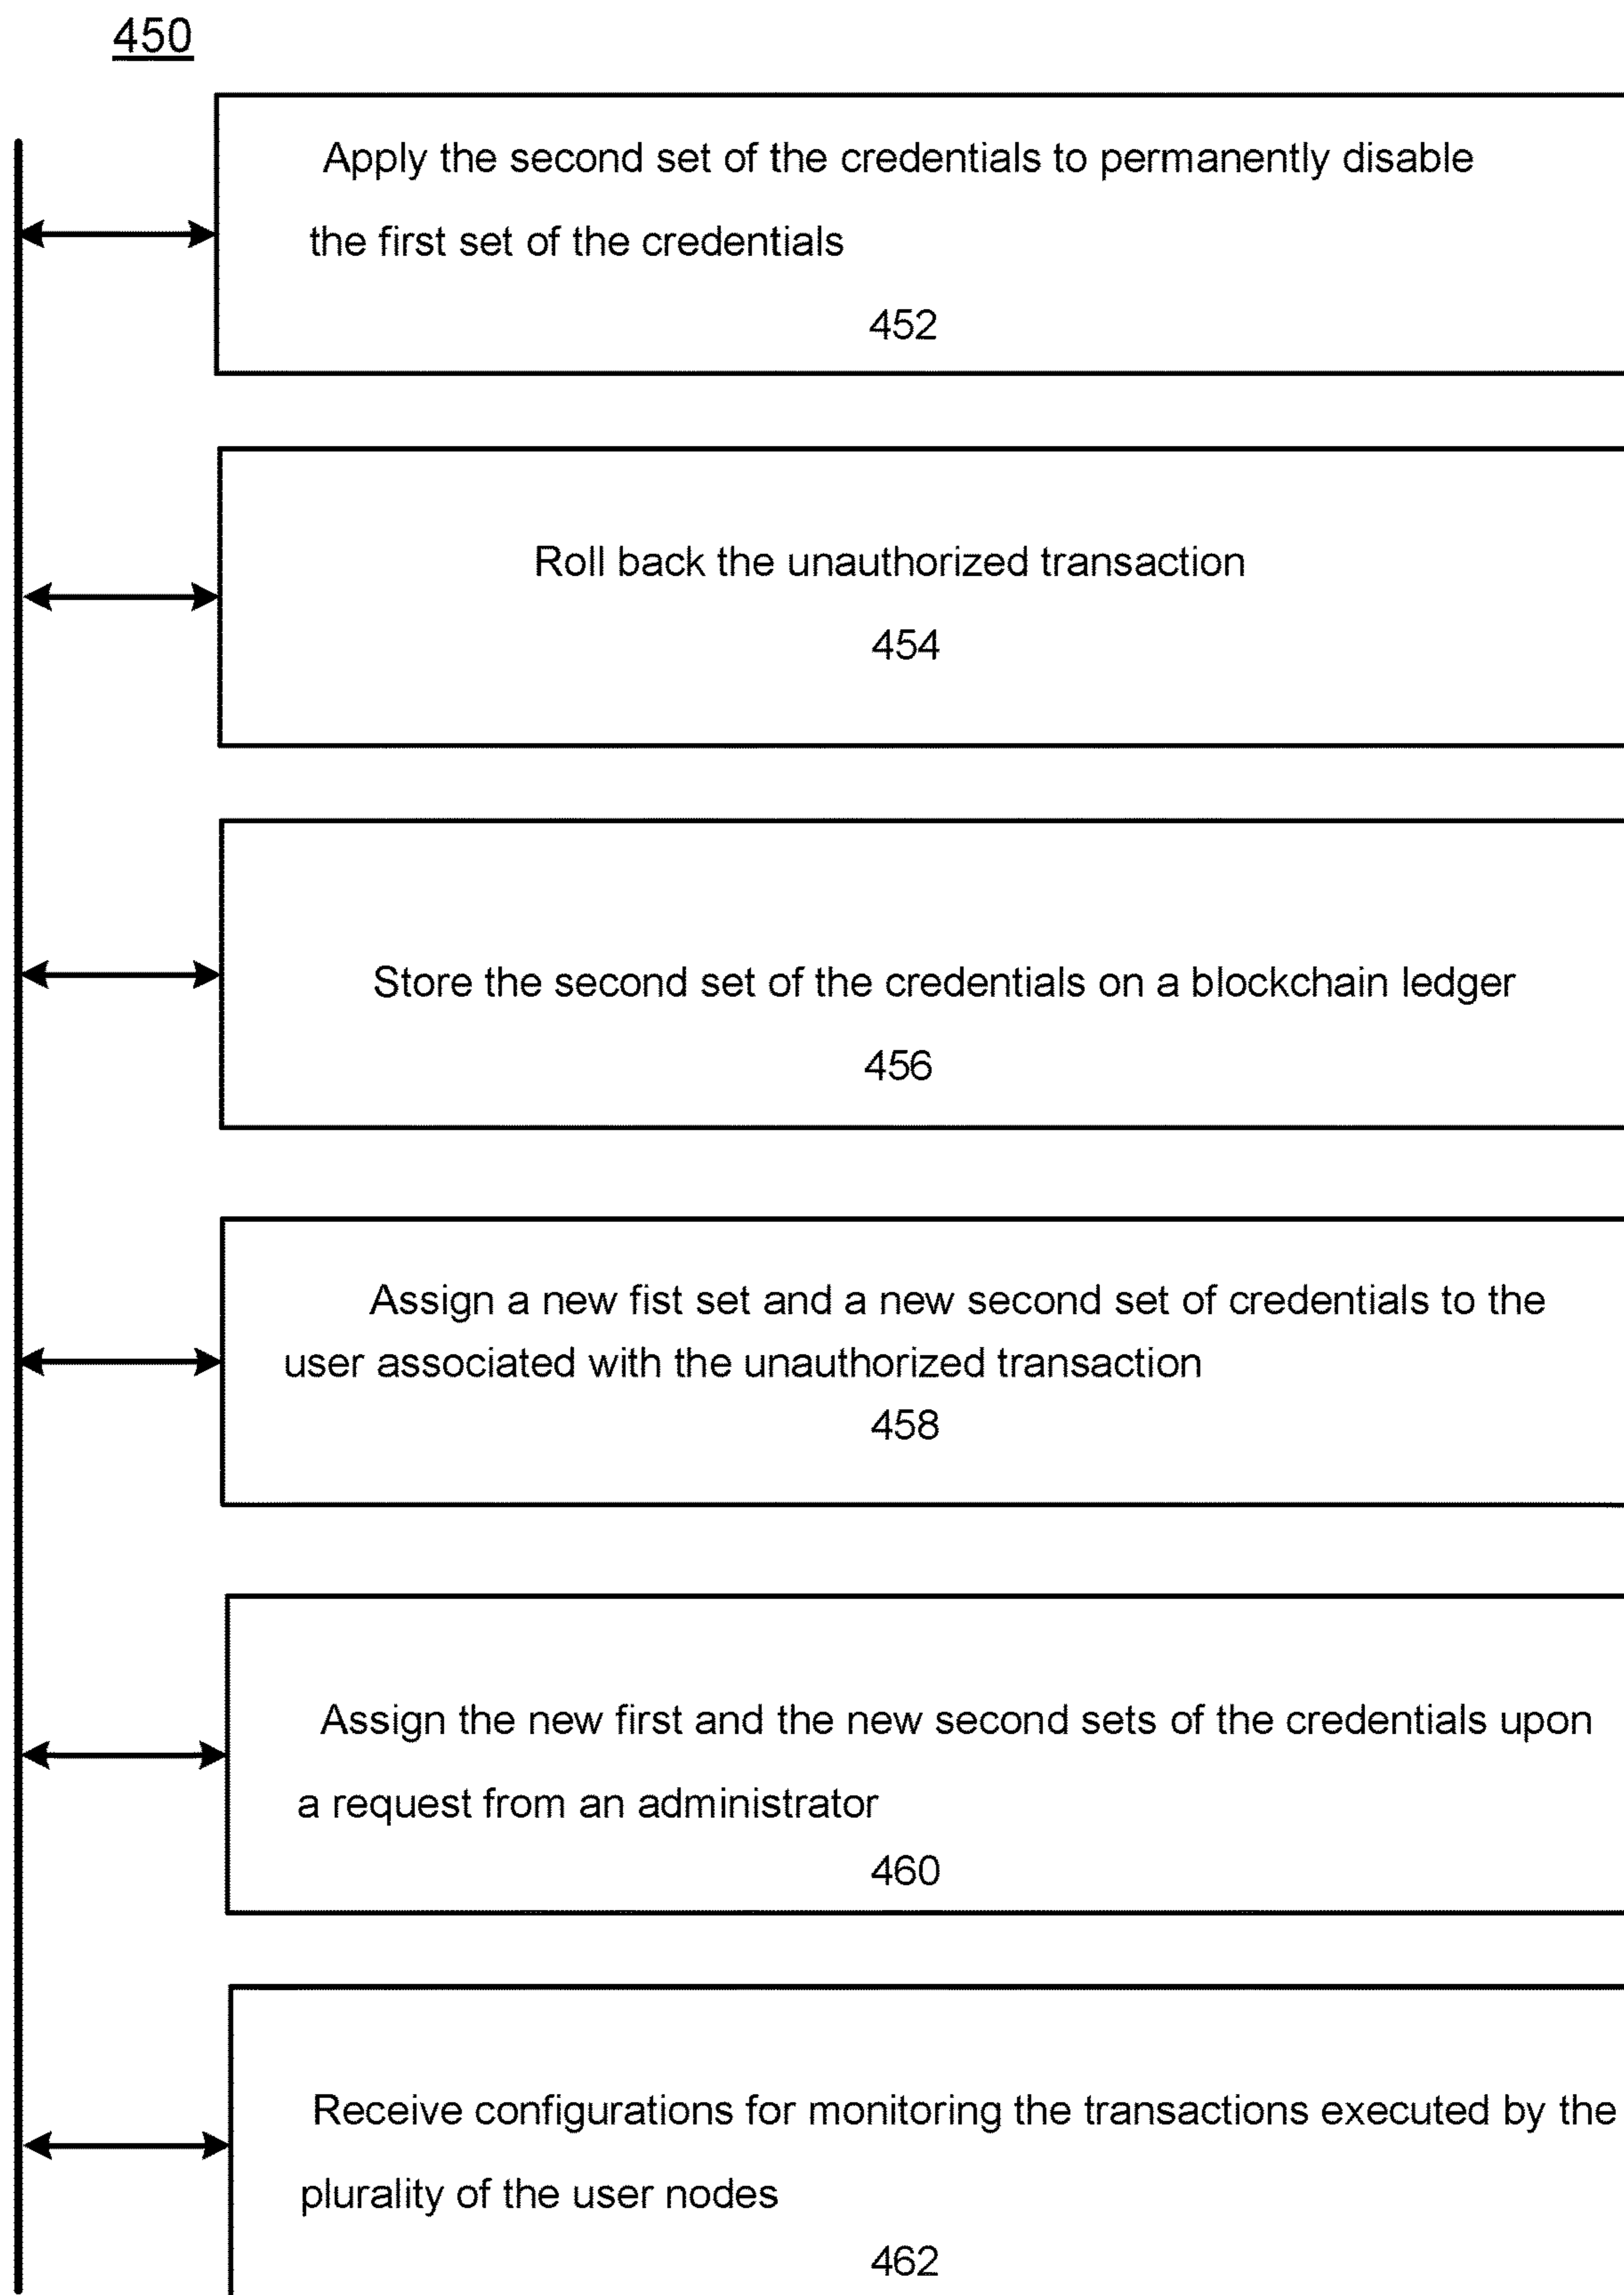 450
Apply the second set of the credentials to permanently disable
the first set of the credentials
452
Roll back the unauthorized transaction
454
Store the second set of the credentials on a blockchain ledger
456
Assign a new fist set and a new second set of credentials to the
user associated with the unauthorized transaction
458
Assign the new first and the new second sets of the credentials upon
a request from an administrator
460
Receive configurations for monitoring the transactions executed by the
plurality of the user nodes
462